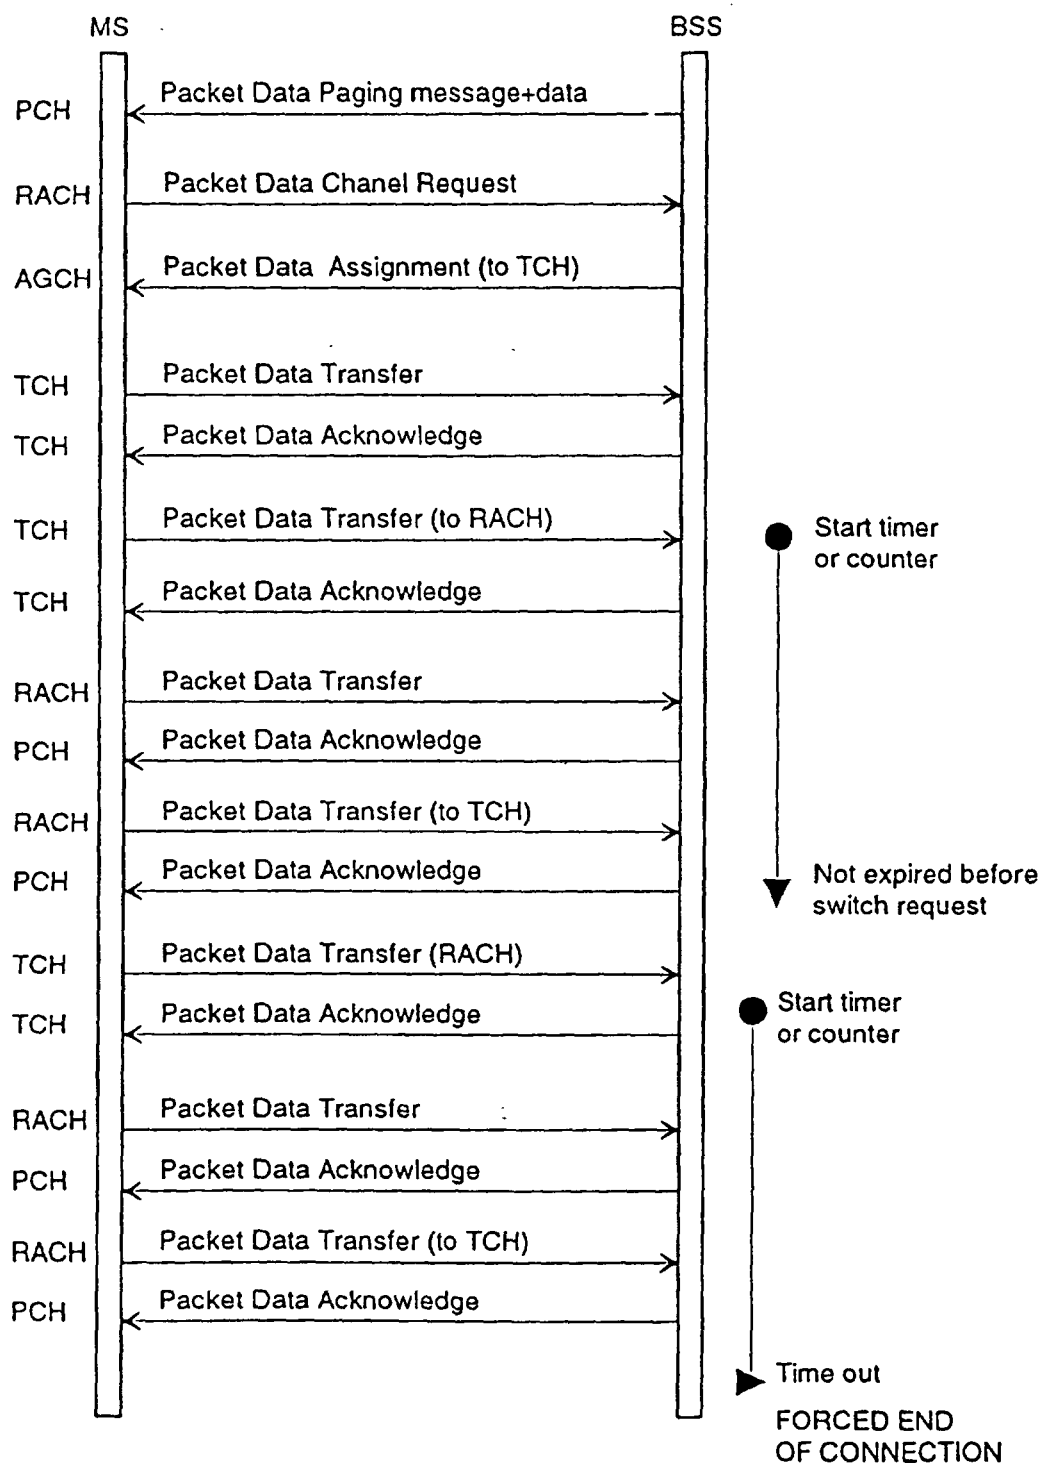 MS BSS
PCH Packet Data Paging message+data
RACH Packet Data Chanel Request
AGCH Packet Data Assignment (to TCH)
TCH Packet Data Transfer
TCH Packet Data Acknowledge
TCH Packet Data Transfer (to RACH)
Start timer
or counter
TCH Packet Data Acknowledge
RACH Packet Data Transfer
PCH Packet Data Acknowledge
RACH Packet Data Transfer (to TCH)
PCH Packet Data Acknowledge
Not expired before
switch request
TCH Packet Data Transfer (RACH)
TCH Packet Data Acknowledge
Start timer
or counter
RACH Packet Data Transfer
PCH Packet Data Acknowledge
RACH Packet Data Transfer (to TCH)
PCH Packet Data Acknowledge
Time out
FORCED END
OF CONNECTION